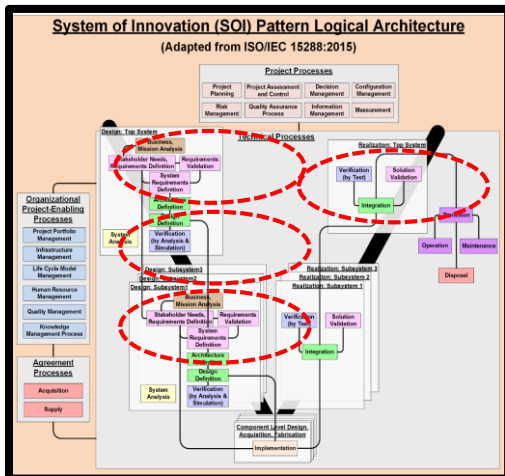 System of Innovation (SOI) Pattern Logical Architecture
(Adapted from ISO/IEC 15288:2015)
Project Processes
Project
Planning
Project Assessment
and Control
Decision
Management
Configuration
Management
Risk
Management
Quality Assurance
Process
Information
Management
Measurement
Technical Processes
Design: Top System
Business,
Mission Analysis
Stakeholder Needs,
Requirements Definition
Requirements
Validation
System
Requirements
Definition
Architecture
Definition
Design
Definition
System
Analysis
Verification
(by Analysis &
Simulation)
Realization: Top System
Verification
(by Test)
Solution
Validation
Integration
Operation
Maintenance
Disposal
Organizational
Project-Enabling
Processes
Project Portfolio
Management
Infrastructure
Management
Life Cycle Model
Management
Human Resource
Management
Quality Management
Knowledge
Management Process
Agreement
Processes
Acquisition
Supply
Design: Subsystem3
Design: Subsystem2
Design: Subsystem1
Business,
Mission Analysis
Stakeholder Needs,
Requirements Definition
Requirements
Validation
System
Requirements
Definition
Architecture
Definition
Design
Definition
System
Analysis
Verification
(by Analysis &
Simulation)
Realization: Subsystem 3
Realization: Subsystem 2
Realization: Subsystem 1
Verification
(by Test)
Solution
Validation
Integration
Component Level Design,
Acquisition, Fabrication
Implementation